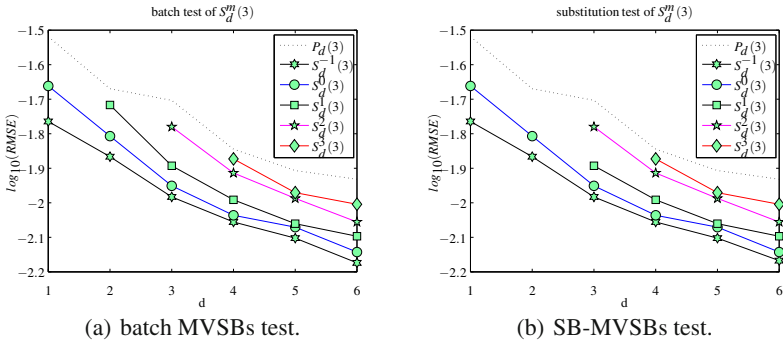 batch test of S_d^m(3)
−1.5
−1.6
−1.7
−1.8
−1.9
−2
−2.1
−2.2
log10(RMSE)
1 2 3 4 5 6
d
P_d(3)
S_d^−1(3)
S_d^0(3)
S_d^1(3)
S_d^2(3)
S_d^3(3)
(a) batch MVSBs test.
substitution test of S_d^m(3)
−1.5
−1.6
−1.7
−1.8
−1.9
−2
−2.1
−2.2
log10(RMSE)
1 2 3 4 5 6
d
P_d(3)
S_d^−1(3)
S_d^0(3)
S_d^1(3)
S_d^2(3)
S_d^3(3)
(b) SB-MVSBs test.